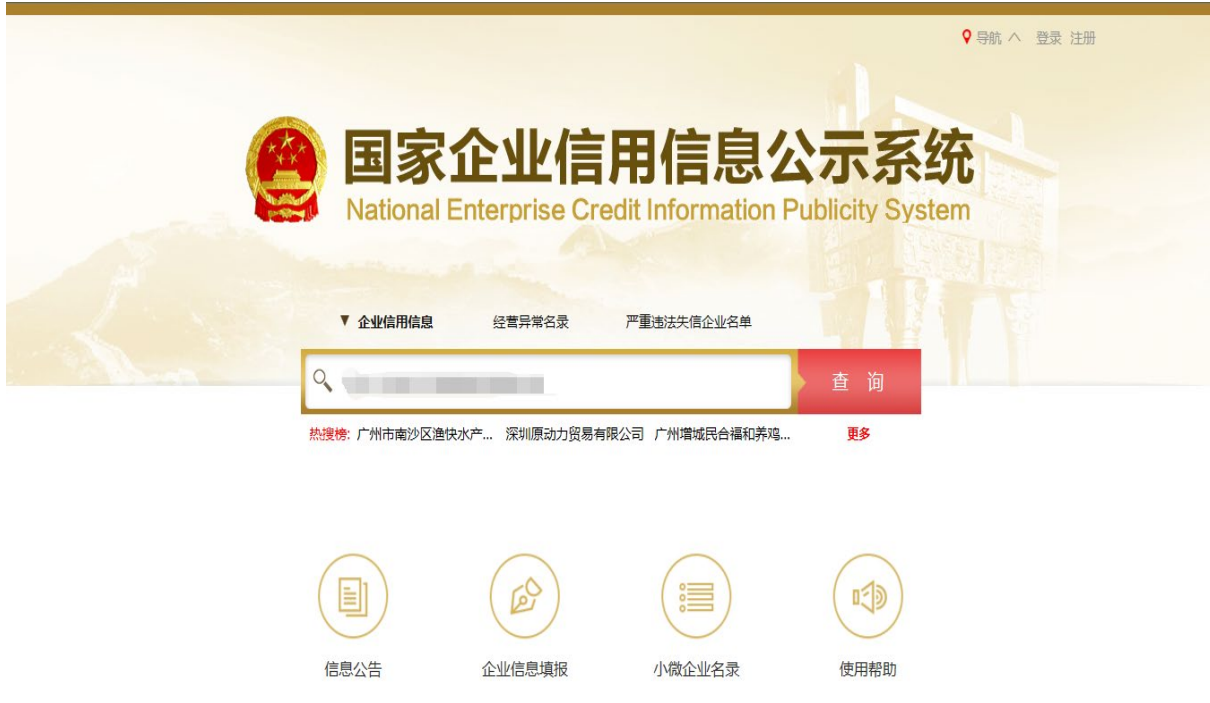 导航 登录 注册
国家企业信用信息公示系统
National Enterprise Credit Information Publicity System
企业信用信息 经营异常名录 严重违法失信企业名单
查 询
热搜榜: 广州市南沙区渔快水产... 深圳原动力贸易有限公司 广州增城民合福和养鸡... 更多
信息公告 企业信息填报 小微企业名录 使用帮助